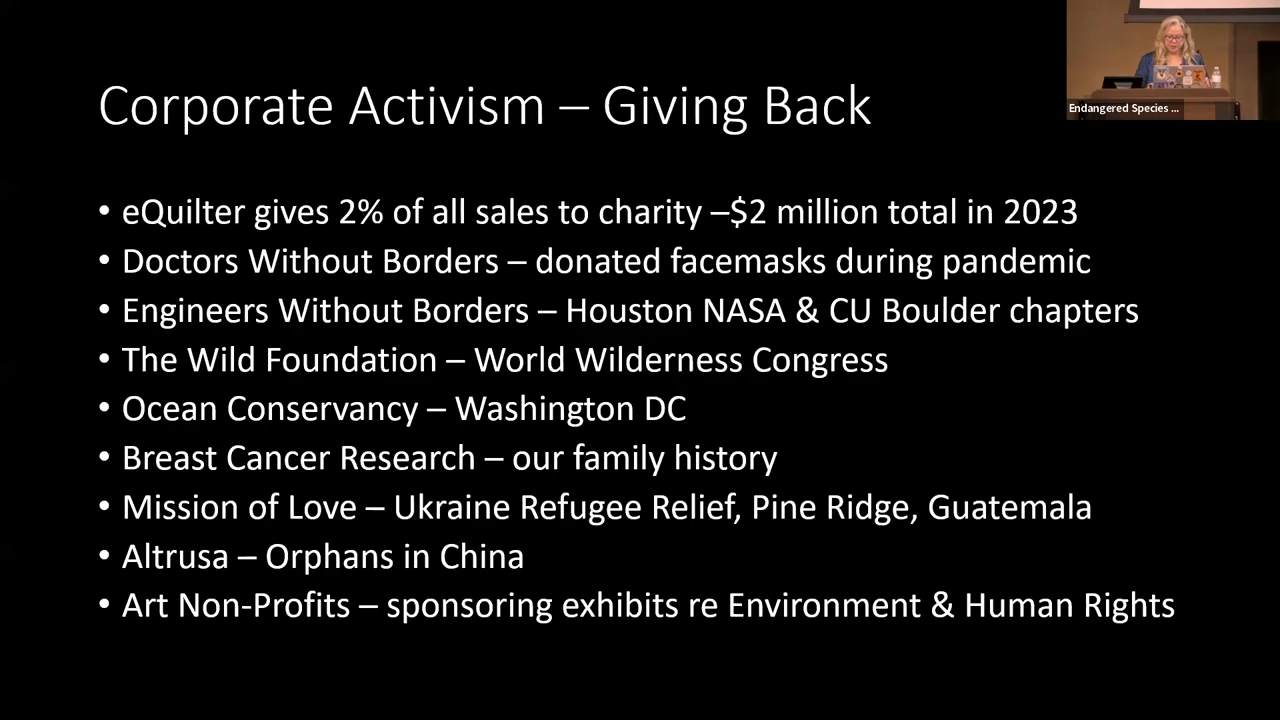 Corporate Activism – Giving Back
Endangered Species ...
• eQuilter gives 2% of all sales to charity –$2 million total in 2023
• Doctors Without Borders – donated facemasks during pandemic
• Engineers Without Borders – Houston NASA & CU Boulder chapters
• The Wild Foundation – World Wilderness Congress
• Ocean Conservancy – Washington DC
• Breast Cancer Research – our family history
• Mission of Love – Ukraine Refugee Relief, Pine Ridge, Guatemala
• Altrusa – Orphans in China
• Art Non-Profits – sponsoring exhibits re Environment & Human Rights